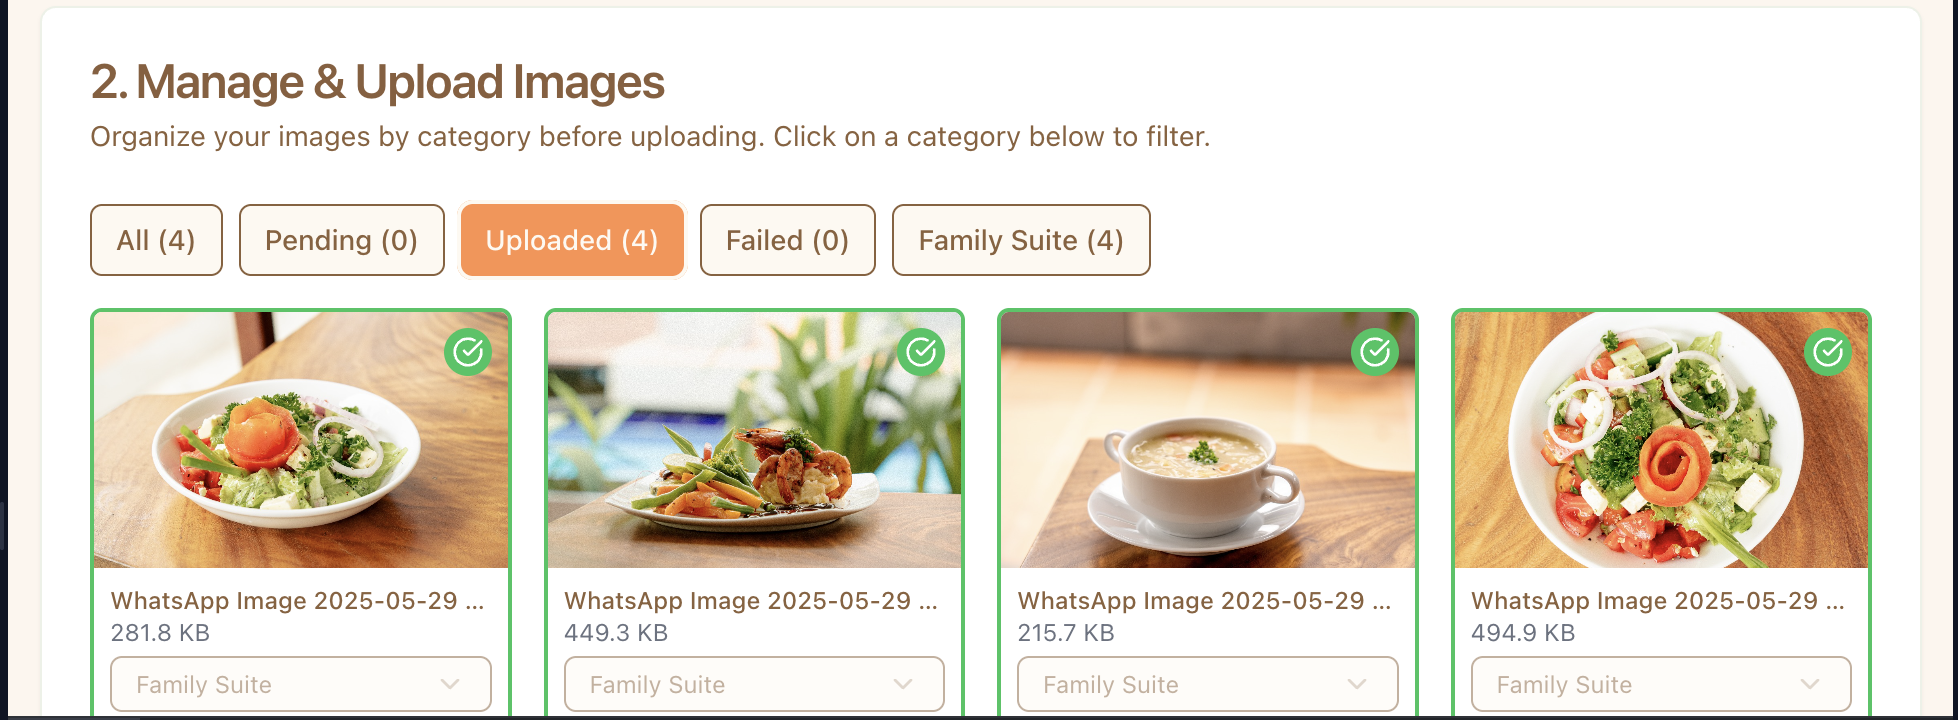 2. Manage & Upload Images
Organize your images by category before uploading. Click on a category below to filter.
All (4) Pending (0) Uploaded (4) Failed (0) Family Suite (4)
WhatsApp Image 2025-05-29 ... WhatsApp Image 2025-05-29 ... WhatsApp Image 2025-05-29 ... WhatsApp Image 2025-05-29 ...
281.8 KB 449.3 KB 215.7 KB 494.9 KB
Family Suite Family Suite Family Suite Family Suite